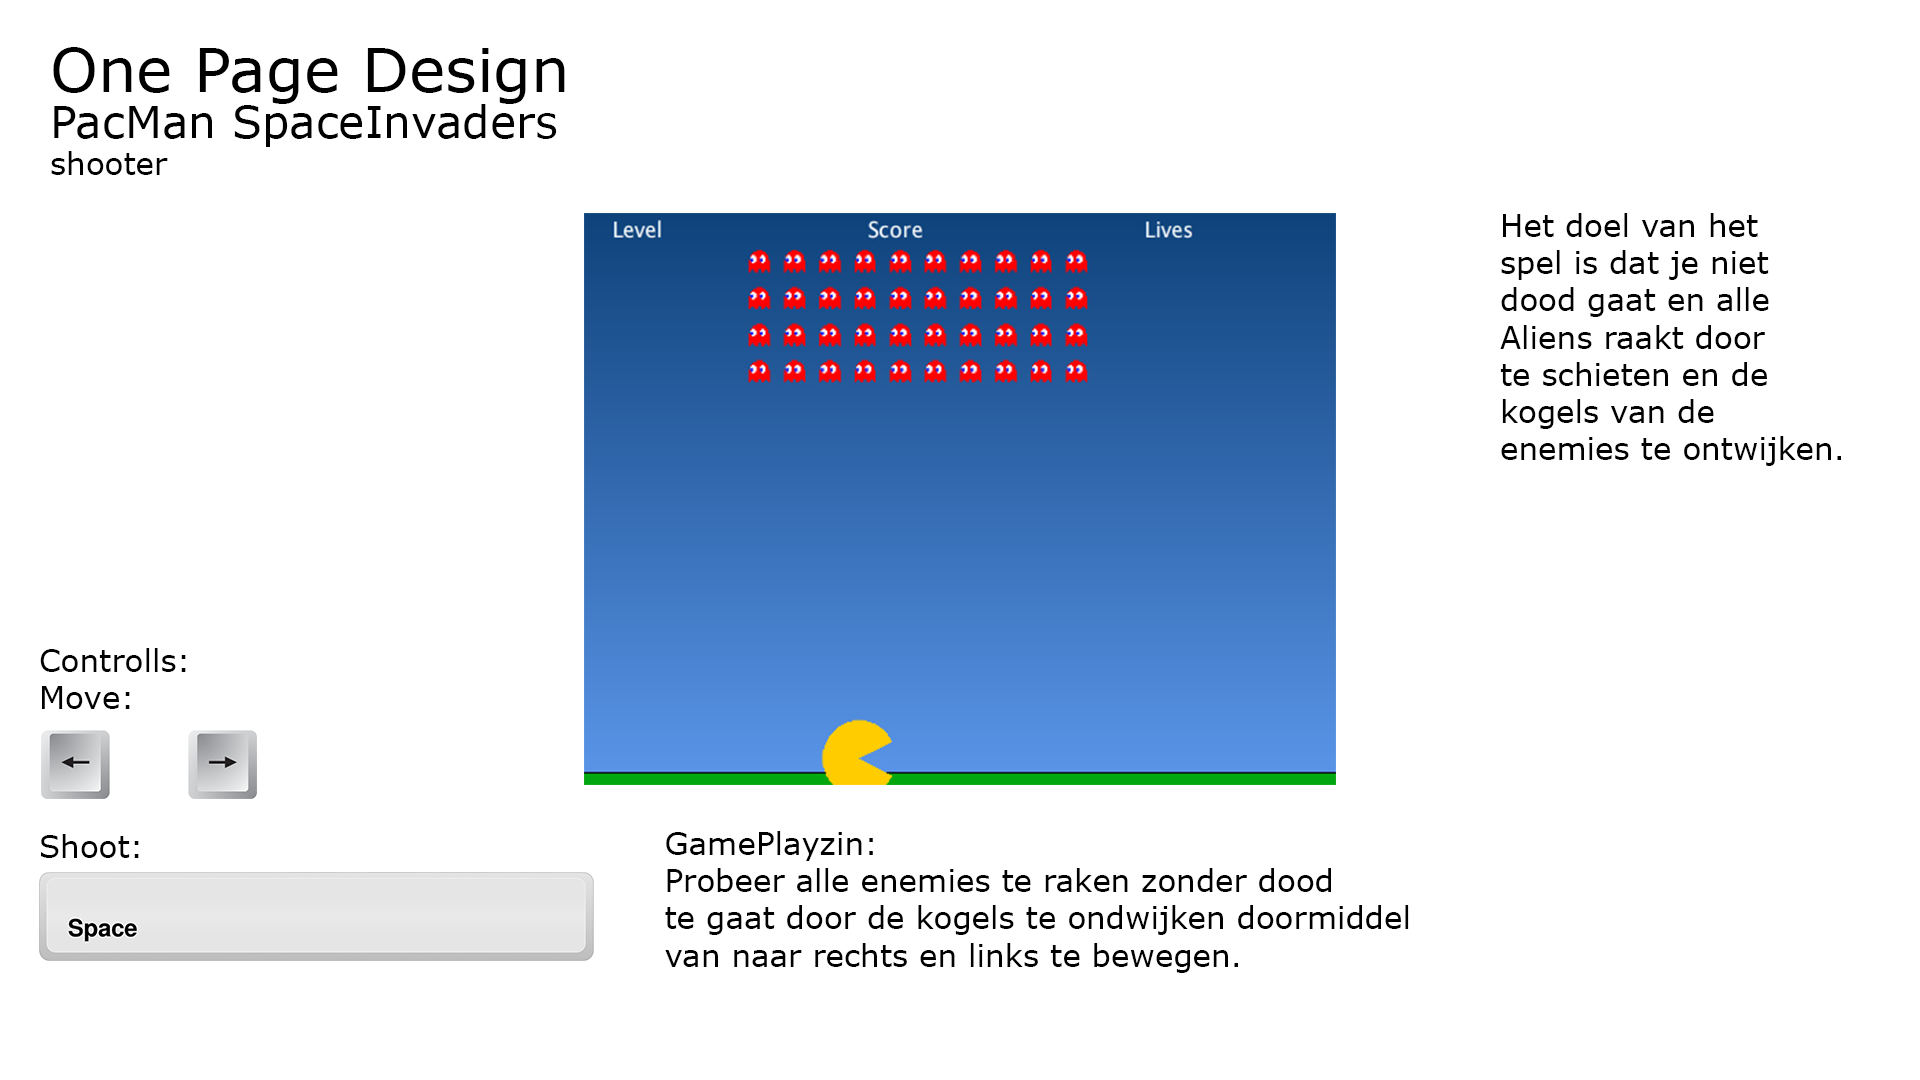 One Page Design
PacMan SpaceInvaders
shooter
Level Score Lives
Het doel van het
spel is dat je niet
dood gaat en alle
Aliens raakt door
te schieten en de
kogels van de
enemies te ontwijken.
Controlls:
Move:
← →
Shoot:
Space
GamePlayzin:
Probeer alle enemies te raken zonder dood
te gaat door de kogels te ondwijken doormiddel
van naar rechts en links te bewegen.